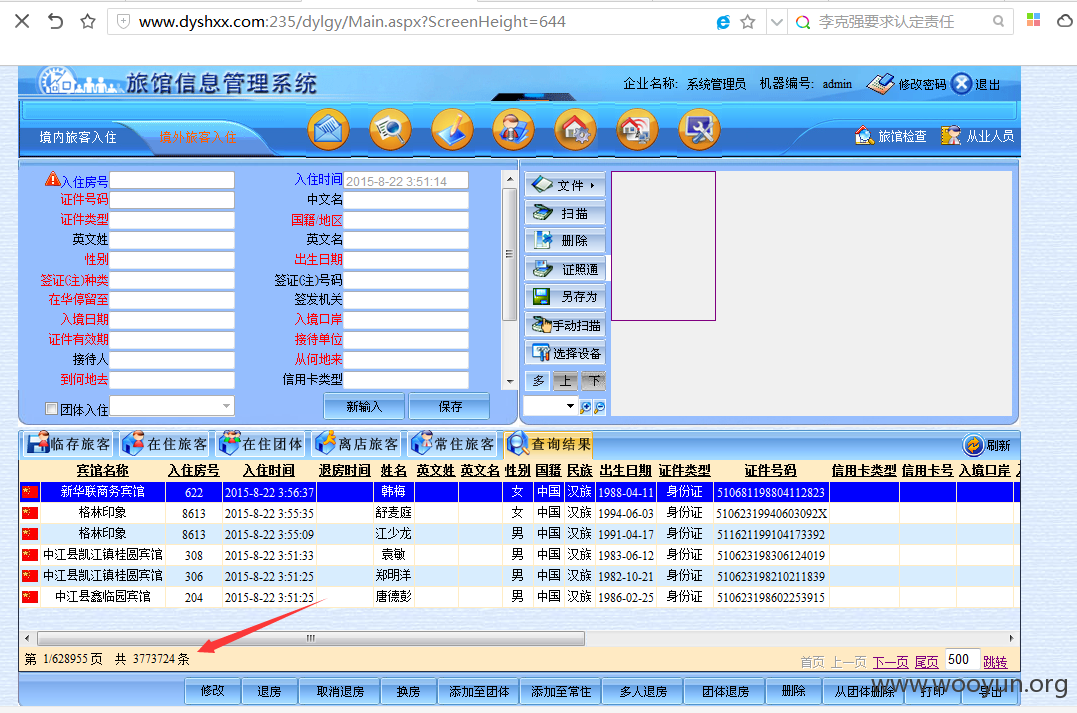 www.dyshxx.com:235/dylgy/Main.aspx?ScreenHeight=644 李克强要求认定责任
旅馆信息管理系统 企业名称: 系统管理员 机器编号: admin 修改密码 退出
境内旅客入住 境外旅客入住 旅馆检查 从业人员
入住房号 入住时间 2015-8-22 3:51:14 文件
证件号码 中文名 扫描
证件类型 国籍/地区
英文姓 英文名 删除
性别 出生日期 证照通
签证(注)种类 签证(注)号码
在华停留至 签发机关 另存为
入境日期 入境口岸 手动扫描
证件有效期 接待单位 选择设备
接待人 从何地来
到何地去 信用卡类型 多 上 下
团体入住 新输入 保存
临存旅客 在住旅客 在住团体 离店旅客 常住旅客 查询结果 刷新
宾馆名称 入住房号 入住时间 退房时间 姓名 英文姓 英文名 性别 国籍 民族 出生日期 证件类型 证件号码 信用卡类型 信用卡号 入境口岸
新华联商务宾馆 622 2015-8-22 3:56:37 韩梅 女 中国 汉族 1988-04-11 身份证 510681198804112823
格林印象 8613 2015-8-22 3:55:35 舒麦庭 女 中国 汉族 1994-06-03 身份证 51062319940603092X
格林印象 8613 2015-8-22 3:55:09 江少龙 男 中国 汉族 1991-04-17 身份证 511621199104173392
中江县凯江镇桂圆宾馆 308 2015-8-22 3:51:33 袁敏 男 中国 汉族 1983-06-12 身份证 510623198306124019
中江县凯江镇桂圆宾馆 306 2015-8-22 3:51:25 郑明洋 男 中国 汉族 1982-10-21 身份证 510623198210211839
中江县鑫临园宾馆 204 2015-8-22 3:51:25 唐德彭 男 中国 汉族 1986-02-25 身份证 510623198602253915
第 1/628955 页 共 3773724 条 首页 上一页 下一页 尾页 500 跳转
修改 退房 取消退房 换房 添加至团体 添加至常住 多人退房 团体退房 删除 从团体删除 打印 导出
www.wooyun.org